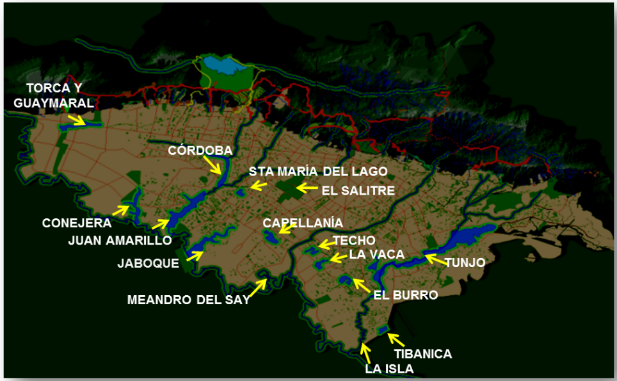 TORCA Y
GUAYMARAL
CÓRDOBA
STA MARÍA DEL LAGO
EL SALITRE
CONEJERA
CAPELLANÍA
JUAN AMARILLO
TECHO
LA VACA
JABOQUE
TUNJO
MEANDRO DEL SAY
EL BURRO
TIBANICA
LA ISLA